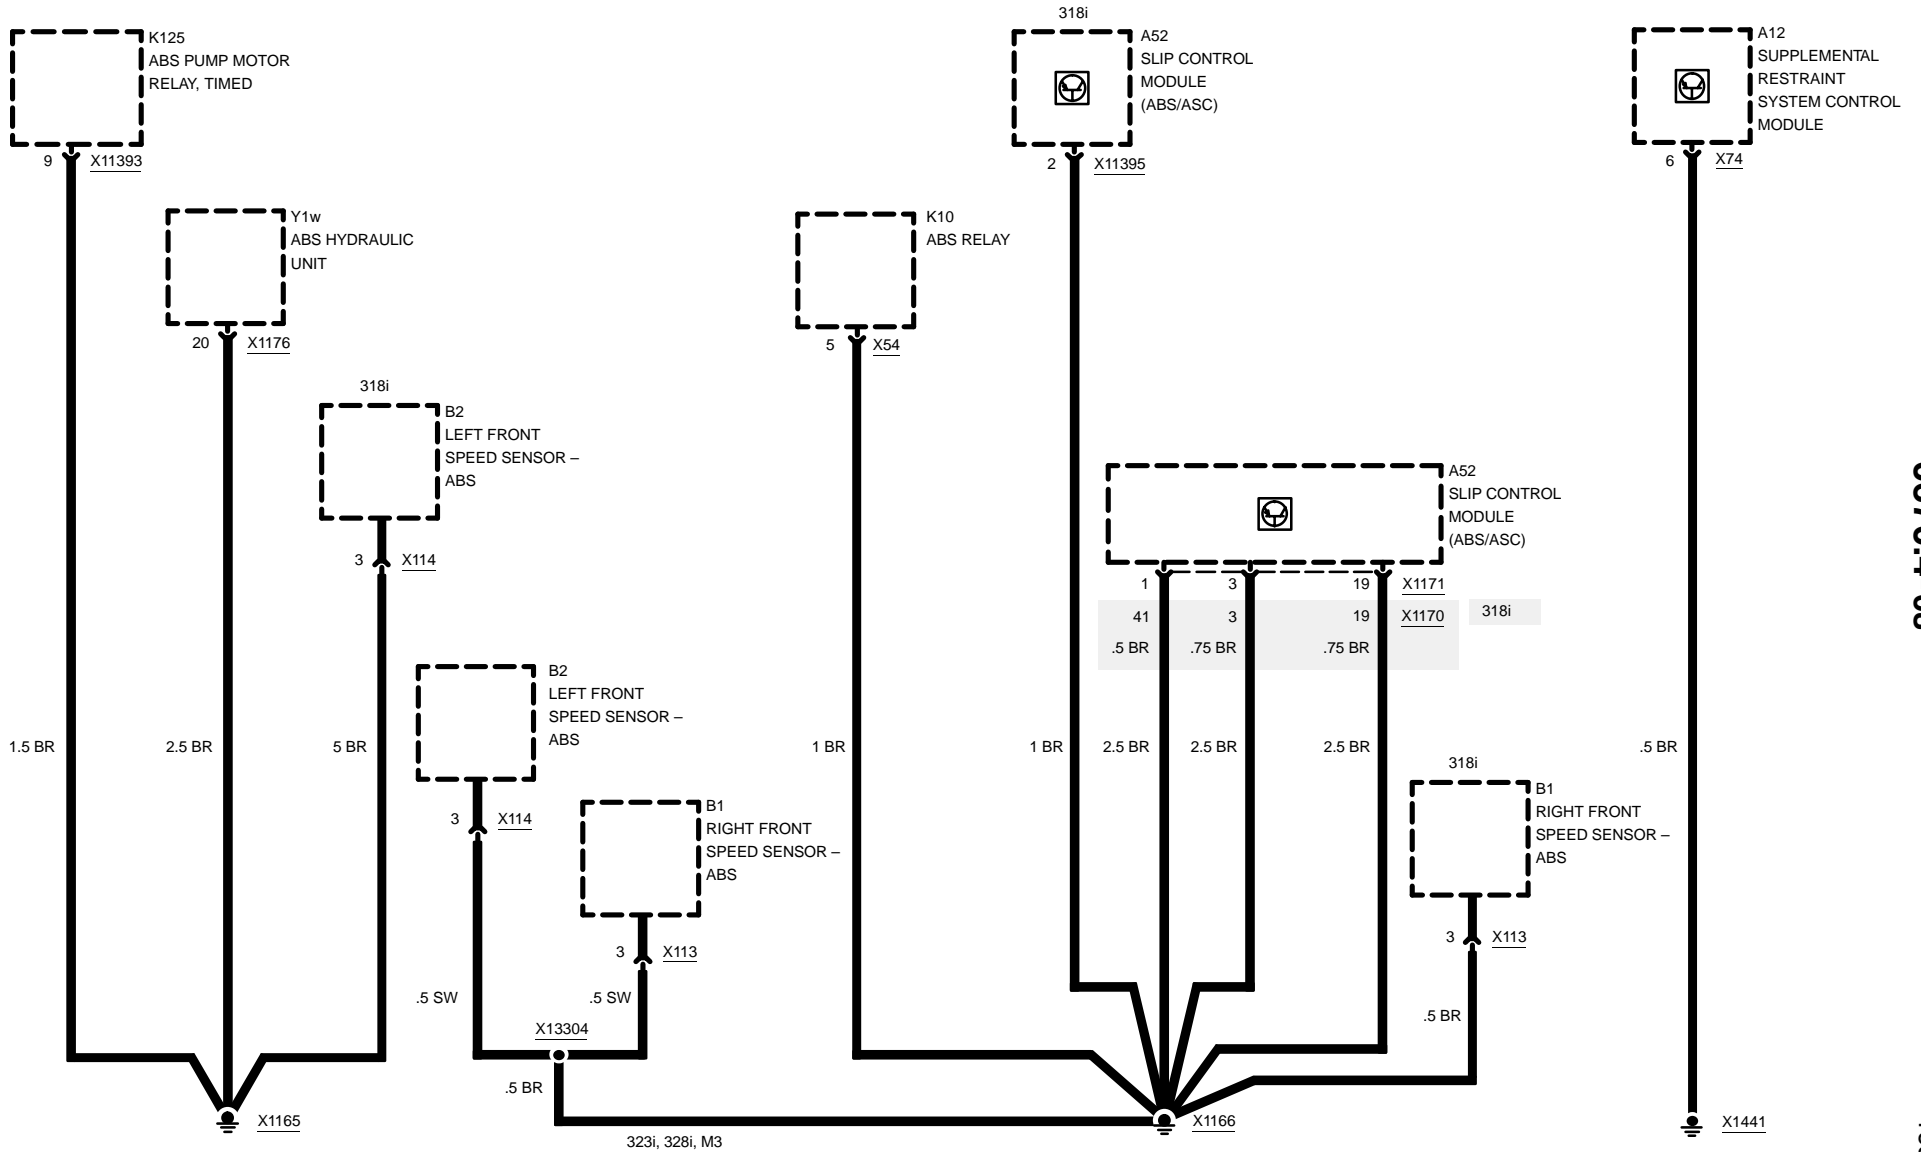 K125
ABS PUMP MOTOR
RELAY, TIMED
9
X11393
Y1w
ABS HYDRAULIC
UNIT
20
X1176
318i
B2
LEFT FRONT
SPEED SENSOR –
ABS
3
X114
B2
LEFT FRONT
SPEED SENSOR –
ABS
3
X114
B1
RIGHT FRONT
SPEED SENSOR –
ABS
3
X113
1.5 BR
2.5 BR
5 BR
.5 SW
.5 SW
X13304
.5 BR
X1165
323i, 328i, M3
K10
ABS RELAY
5
X54
318i
A52
SLIP CONTROL
MODULE
(ABS/ASC)
2
X11395
A52
SLIP CONTROL
MODULE
(ABS/ASC)
1
3
19
X1171
41
3
19
X1170
318i
.5 BR
.75 BR
.75 BR
1 BR
1 BR
2.5 BR
2.5 BR
2.5 BR
318i
B1
RIGHT FRONT
SPEED SENSOR –
ABS
3
X113
.5 BR
X1166
A12
SUPPLEMENTAL
RESTRAINT
SYSTEM CONTROL
MODULE
6
X74
.5 BR
X1441